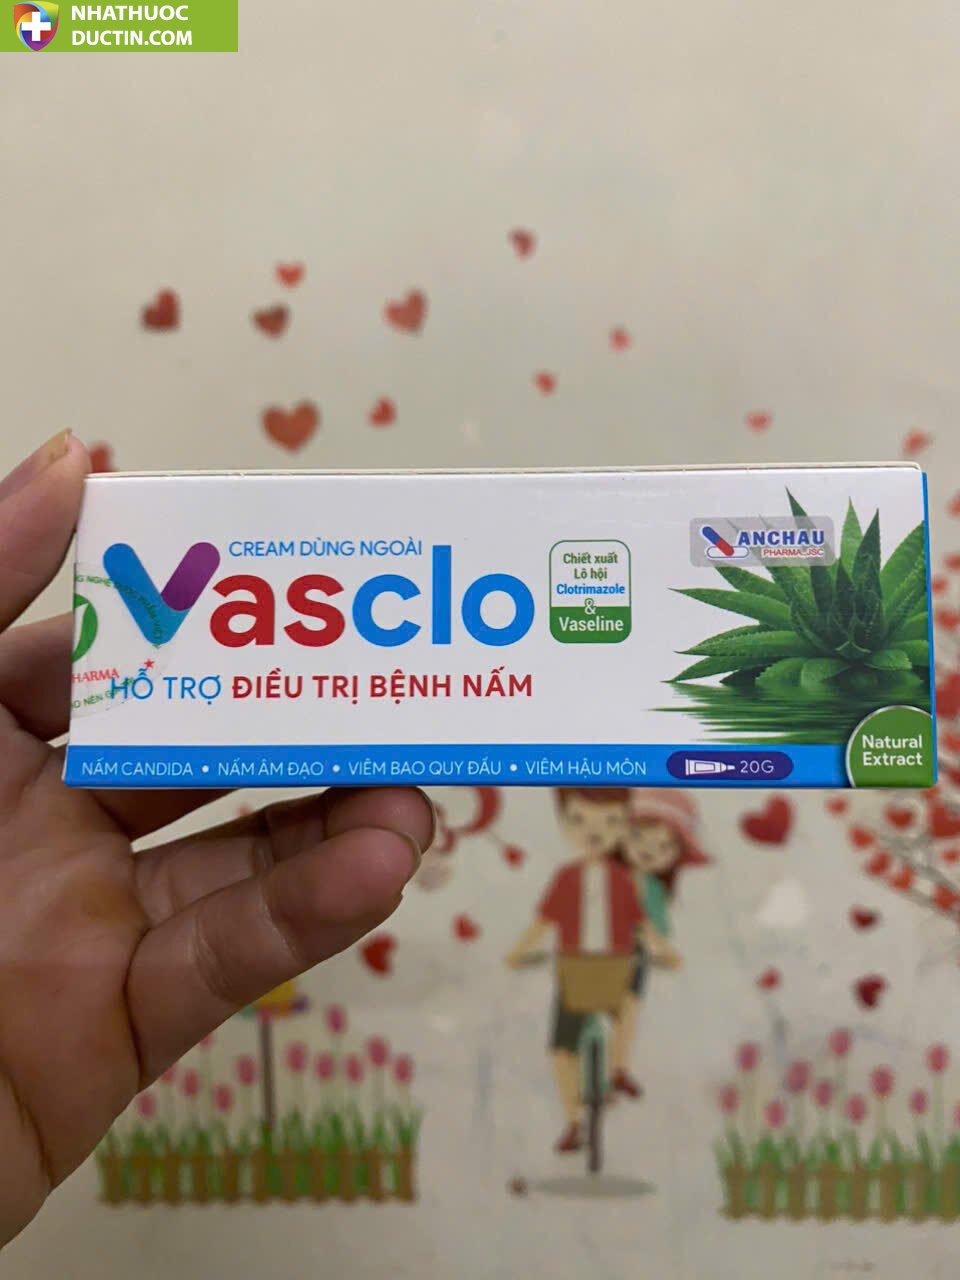 NHATHUOC
DUCTIN.COM
CREAM DÙNG NGOÀI
Vasclo
HỖ TRỢ ĐIỀU TRỊ BỆNH NẤM
Chiết xuất
Lô hội
Clotrimazole
&
Vaseline
ANCHAU
PHARMA.,JSC
Natural
Extract
NẤM CANDIDA • NẤM ÂM ĐẠO • VIÊM BAO QUY ĐẦU • VIÊM HẬU MÔN
20G